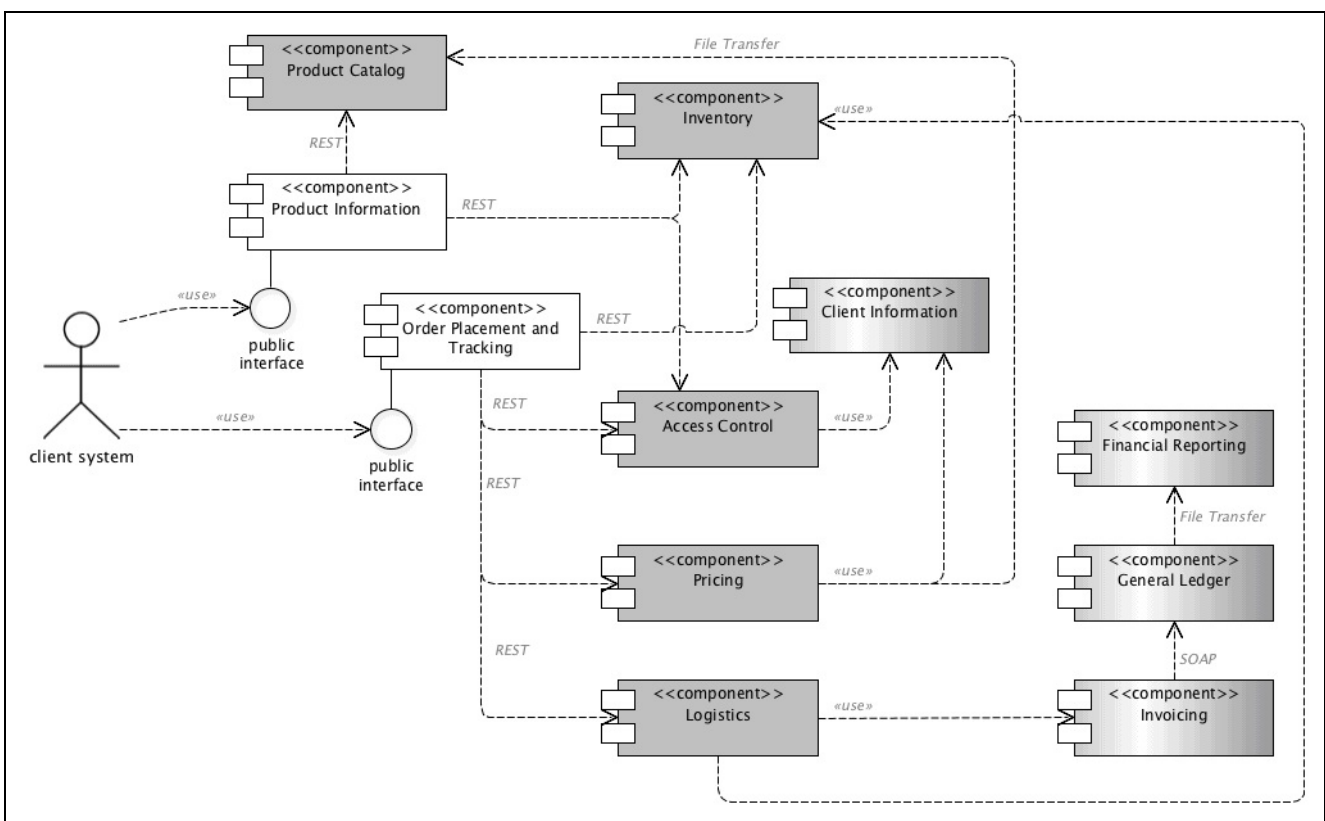 <<component>>
Product Catalog
File Transfer
<<component>>
Inventory
«use»
REST
<<component>>
Product Information
REST
«use»
public
interface
<<component>>
Order Placement and
Tracking
REST
<<component>>
Client Information
client system
«use»
public
interface
REST
<<component>>
Access Control
«use»
<<component>>
Financial Reporting
REST
File Transfer
<<component>>
Pricing
«use»
<<component>>
General Ledger
REST
SOAP
<<component>>
Logistics
«use»
<<component>>
Invoicing